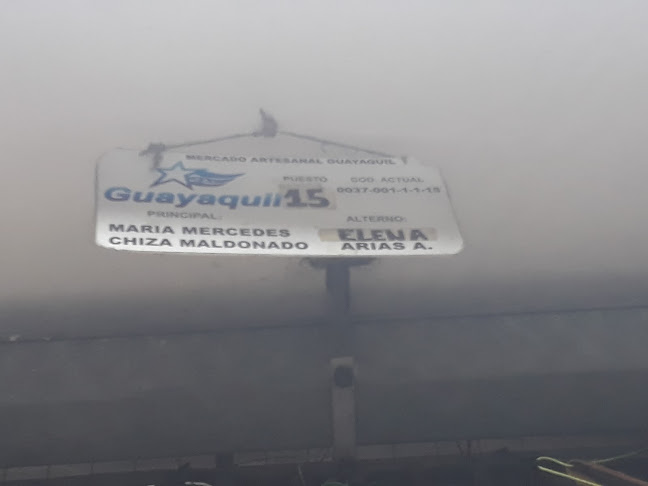 MERCADO ARTESANAL GUAYAQUIL
PUESTO COD. ACTUAL
Guayaquil 15 0037-001-1-1-15
PRINCIPAL: ALTERNO:
MARIA MERCEDES ELENA
CHIZA MALDONADO ARIAS A.